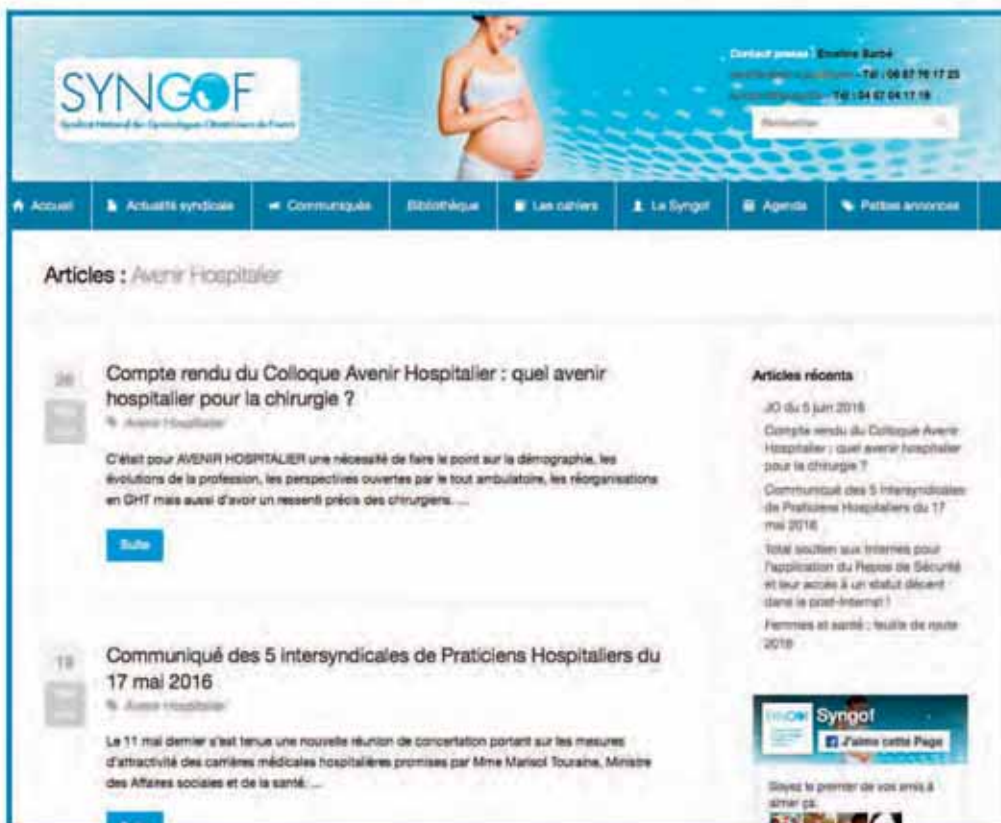 SYNGOF
Syndicat National des Gynécologues Obstétriciens de France
Contact presse : Emeline Barbé
- Tél :
- Tél :
Rechercher
Accueil
Actualité syndicale
Communiqués
Bibliothèque
Les cahiers
Le Syngof
Agenda
Petites annonces
Articles : Avenir Hospitalier
26
Compte rendu du Colloque Avenir Hospitalier : quel avenir
hospitalier pour la chirurgie ?
Avenir Hospitalier
C'était pour AVENIR HOSPITALIER une nécessité de faire le point sur la démographie, les
évolutions de la profession, les perspectives ouvertes par le tout ambulatoire, les réorganisations
en GHT mais aussi d'avoir un ressenti précis des chirurgiens. ...
Suite
19
Communiqué des 5 intersyndicales de Praticiens Hospitaliers du
17 mai 2016
Avenir Hospitalier
Le 11 mai dernier s'est tenue une nouvelle réunion de concertation portant sur les mesures
d'attractivité des carrières médicales hospitalières promises par Mme Marisol Touraine, Ministre
des Affaires sociales et de la santé. ...
Articles récents
JO du 5 juin 2016
Compte rendu du Colloque Avenir
Hospitalier : quel avenir hospitalier
pour la chirurgie ?
Communiqué des 5 intersyndicales
de Praticiens Hospitaliers du 17
mai 2016
Total soutien aux Internes pour
l'application du Repos de Sécurité
et leur accès à un statut décent
dans le post-Internat !
Femmes et santé : feuille de route
2016
SYNGOF
Syngof
J'aime cette Page
Soyez le premier de vos amis à
aimer ça.